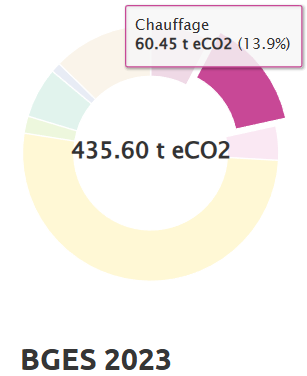 Chauffage
60.45 t eCO2 (13.9%)
435.60 t eCO2
BGES 2023